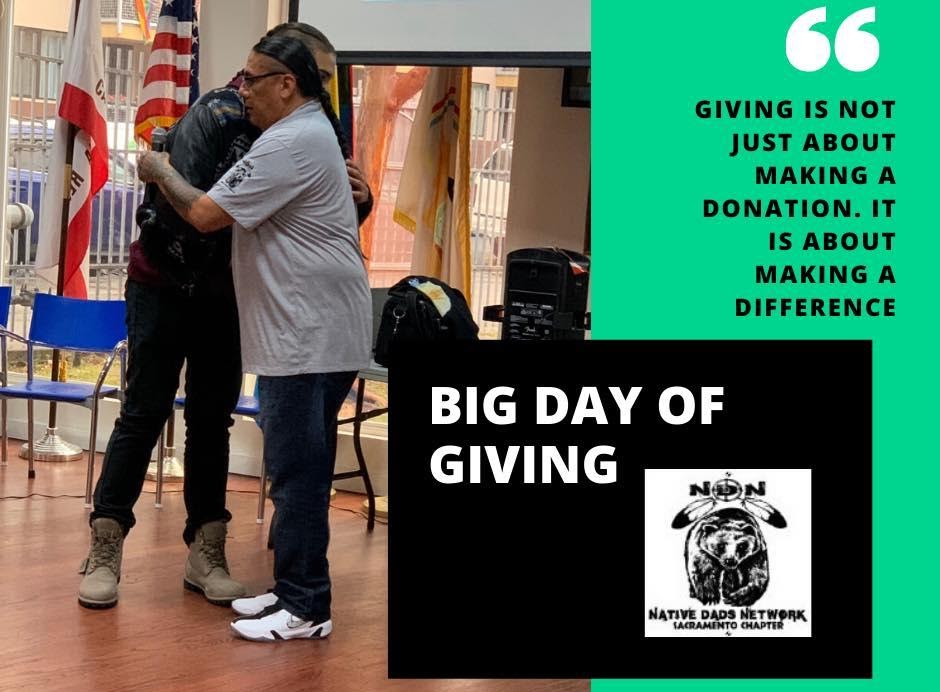 GIVING IS NOT
JUST ABOUT
MAKING A
DONATION. IT
IS ABOUT
MAKING A
DIFFERENCE
BIG DAY OF
GIVING
NDN
NATIVE DADS NETWORK
SACRAMENTO CHAPTER
Fender